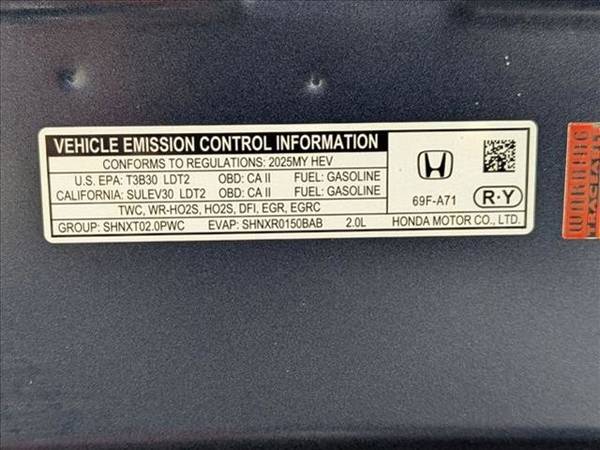 VEHICLE EMISSION CONTROL INFORMATION
CONFORMS TO REGULATIONS: 2025MY HEV
U.S. EPA: T3B30 LDT2 OBD: CA II FUEL: GASOLINE
CALIFORNIA: SULEV30 LDT2 OBD: CA II FUEL: GASOLINE
TWC, WR-HO2S, HO2S, DFI, EGR, EGRC
GROUP: SHNXT02.0PWC EVAP: SHNXR0150BAB 2.0L
69F-A71
R·Y
HONDA MOTOR CO., LTD.